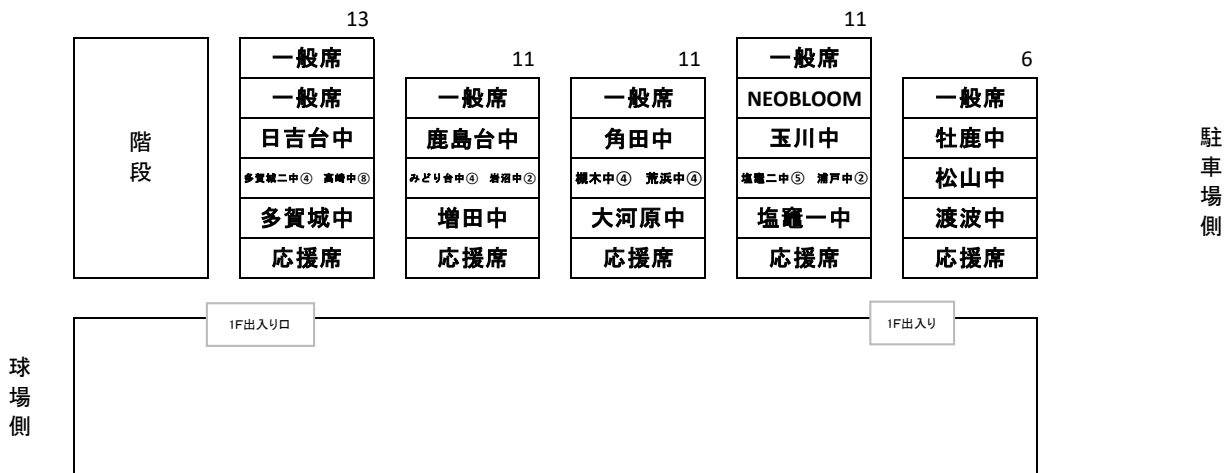 13
11
11
11
6
階段
一般席
一般席
日吉台中
多賀城二中④ 高崎中⑧
多賀城中
応援席
一般席
鹿島台中
みどり台中④ 岩沼中②
増田中
応援席
一般席
角田中
槻木中④ 荒浜中④
大河原中
応援席
一般席
NEOBLOOM
玉川中
塩竈二中⑤ 浦戸中②
塩竈一中
応援席
一般席
牡鹿中
松山中
渡波中
応援席
駐車場側
1F出入り口
1F出入り
球場側